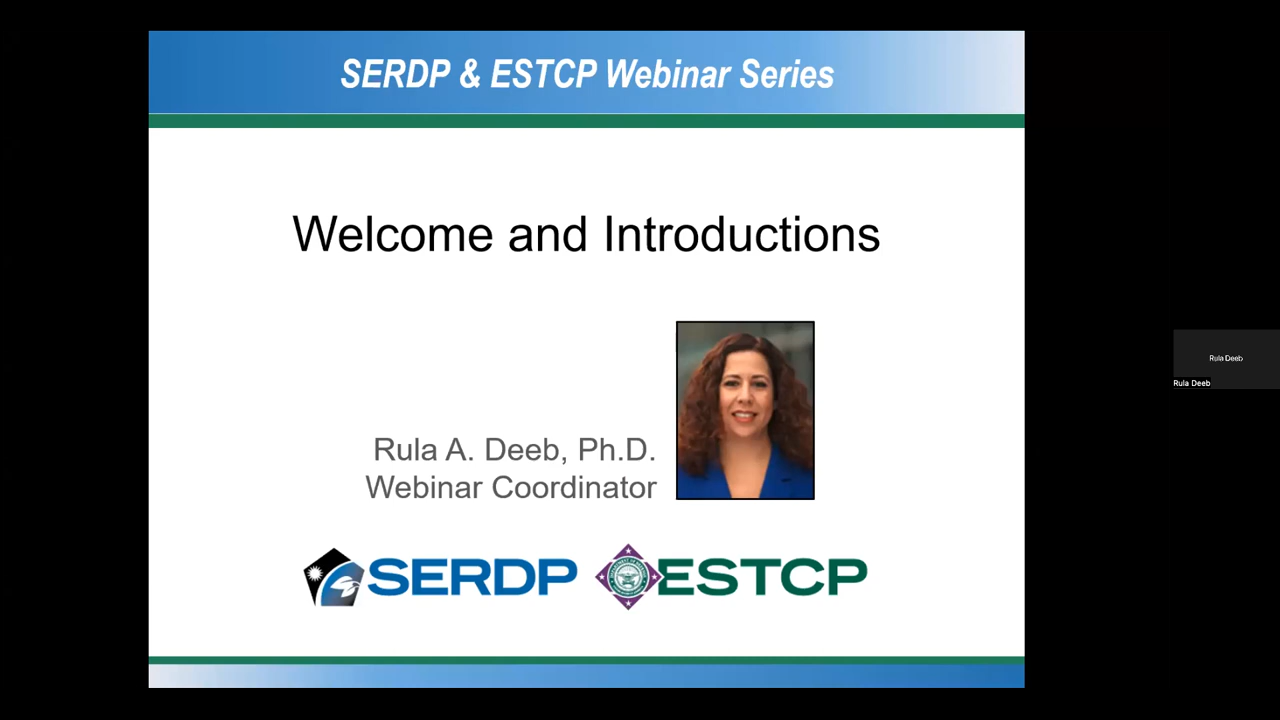 SERDP & ESTCP Webinar Series
Welcome and Introductions
Rula A. Deeb, Ph.D.
Webinar Coordinator
SERDP ESTCP
Rula Deeb
Rula Deeb